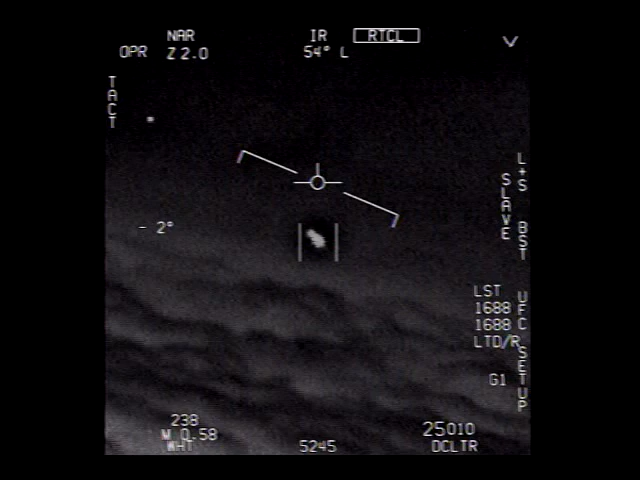 NAR IR RTCL
OPR Z 2.0 54° L
TACT
L+S
SLAVE
BST
- 2°
LST
1688
1688
LTD/R
UFC
SETUP
G1
238 25010
M 0.58 5245 DCLTR
WHT